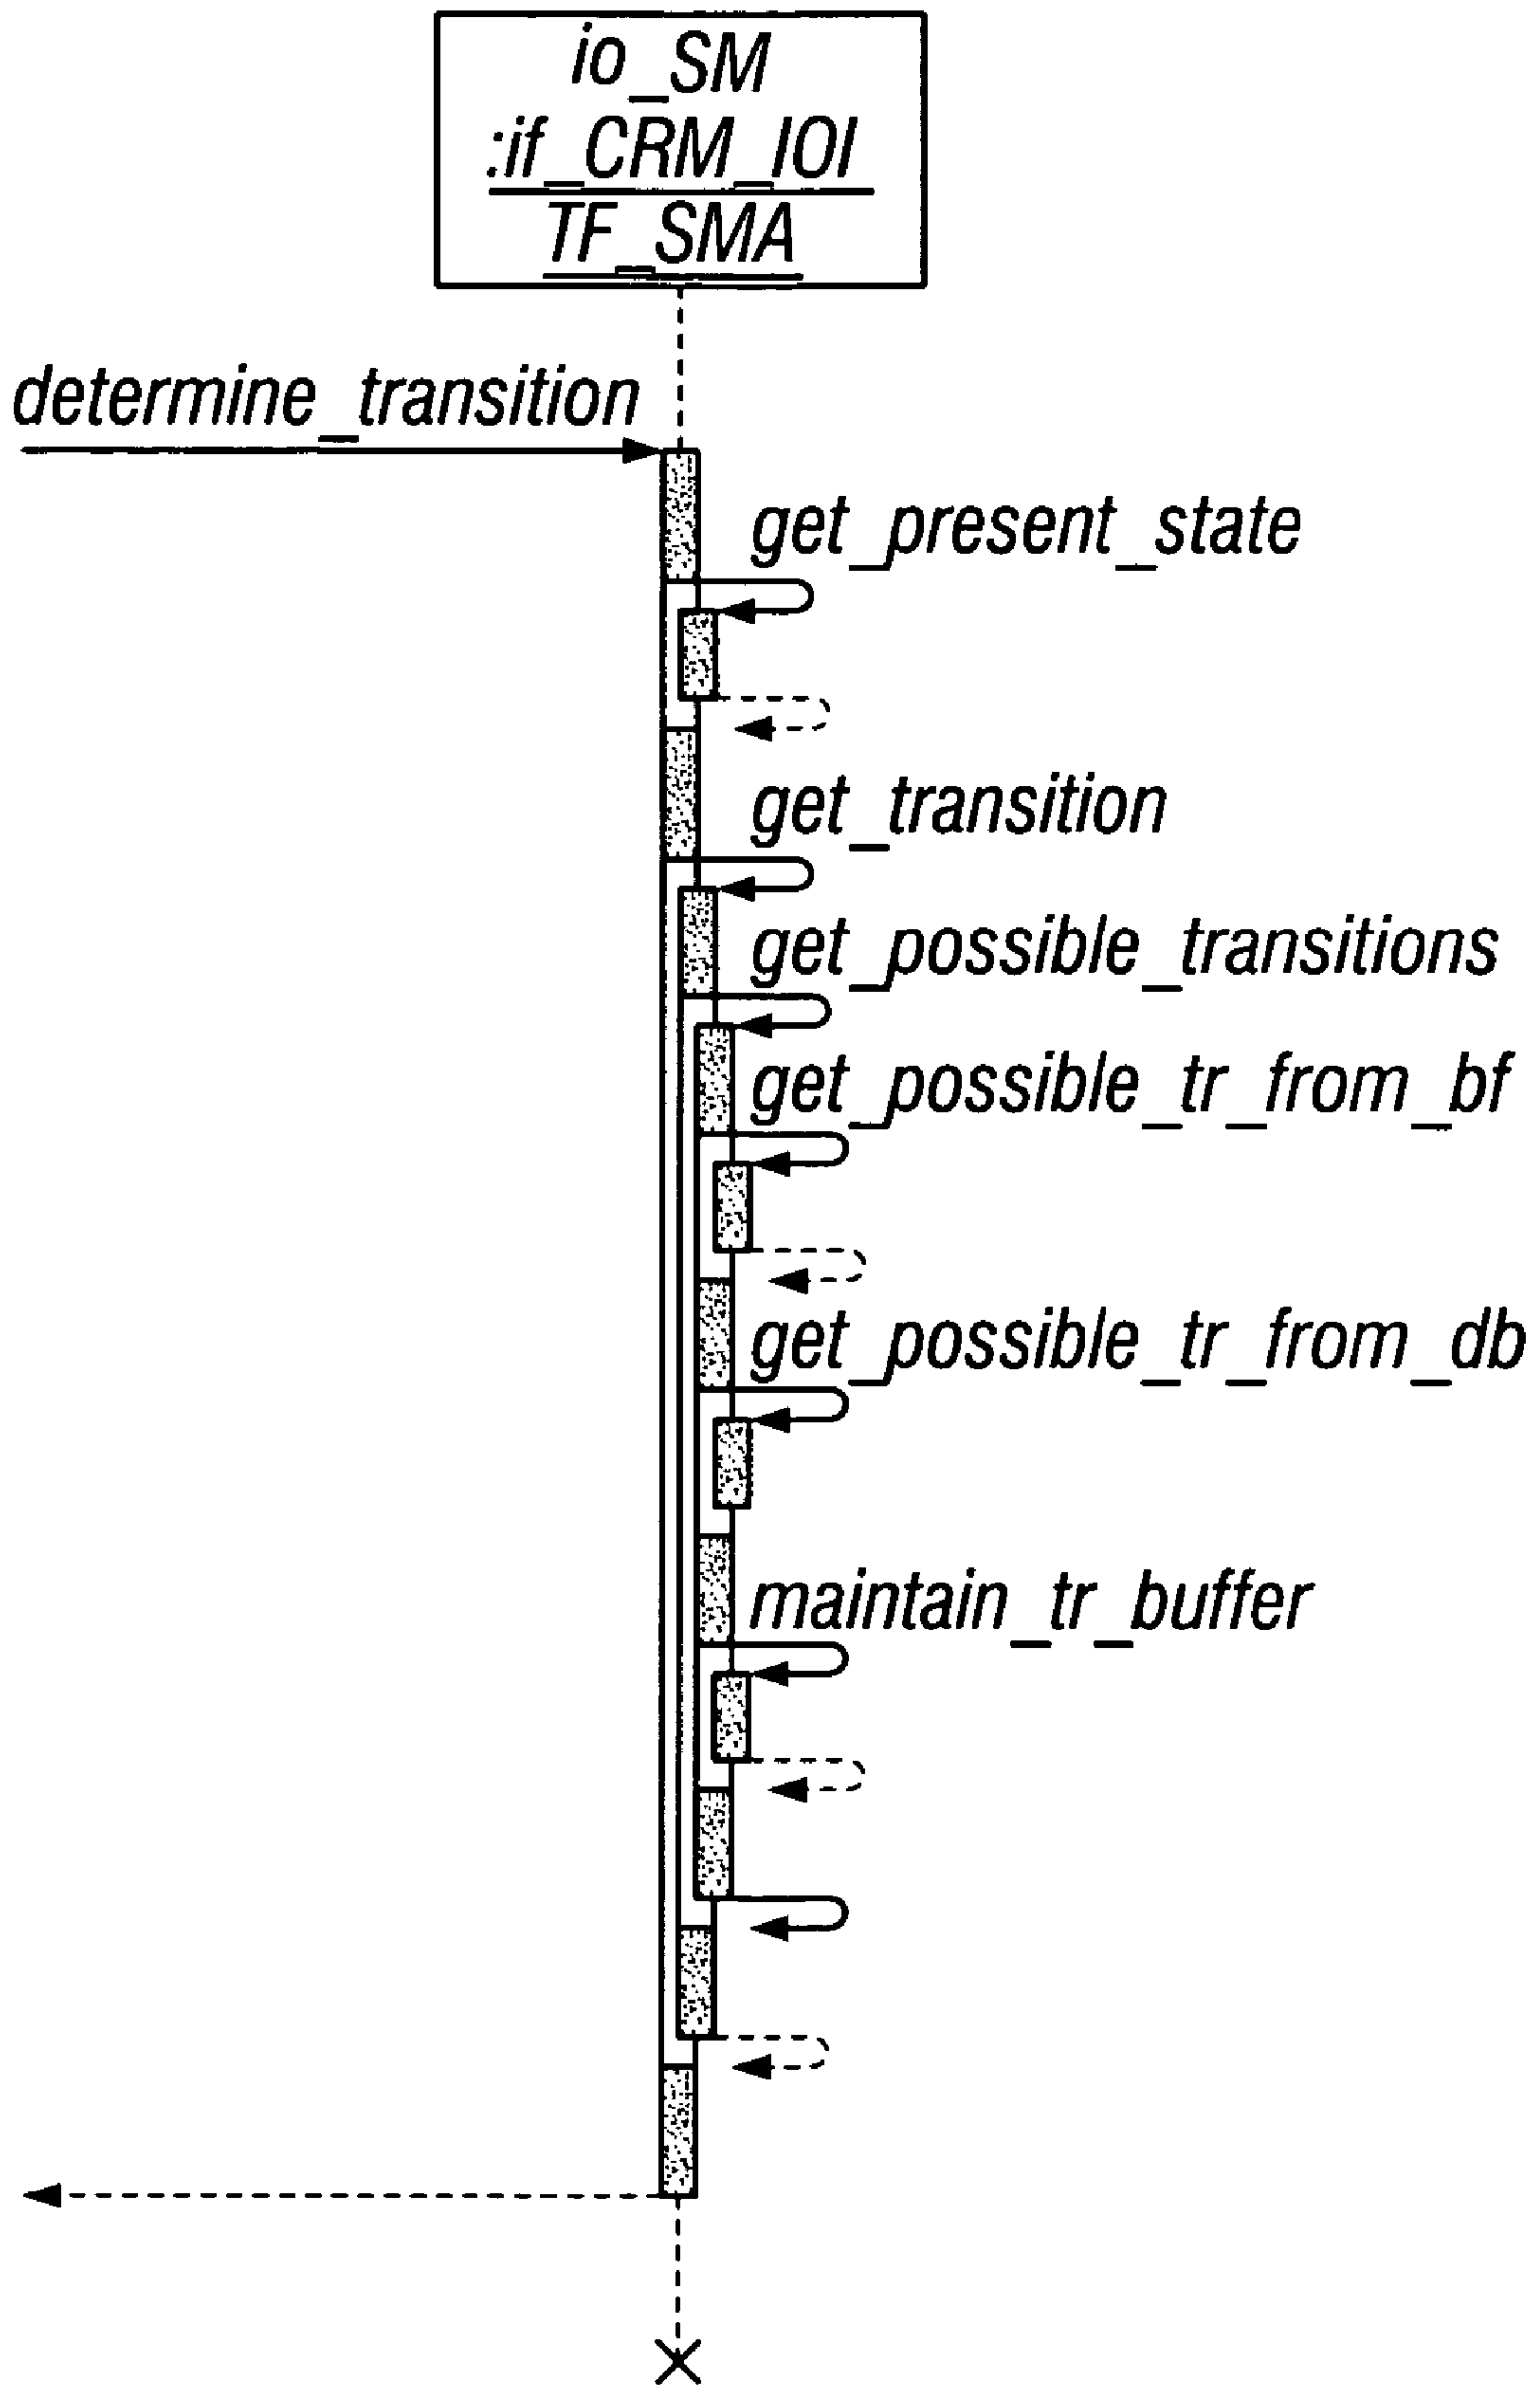 io_SM
:if_CRM_IOI
TF_SMA
determine_transition
get_present_state
get_transition
get_possible_transitions
get_possible_tr_from_bf
get_possible_tr_from_db
maintain_tr_buffer